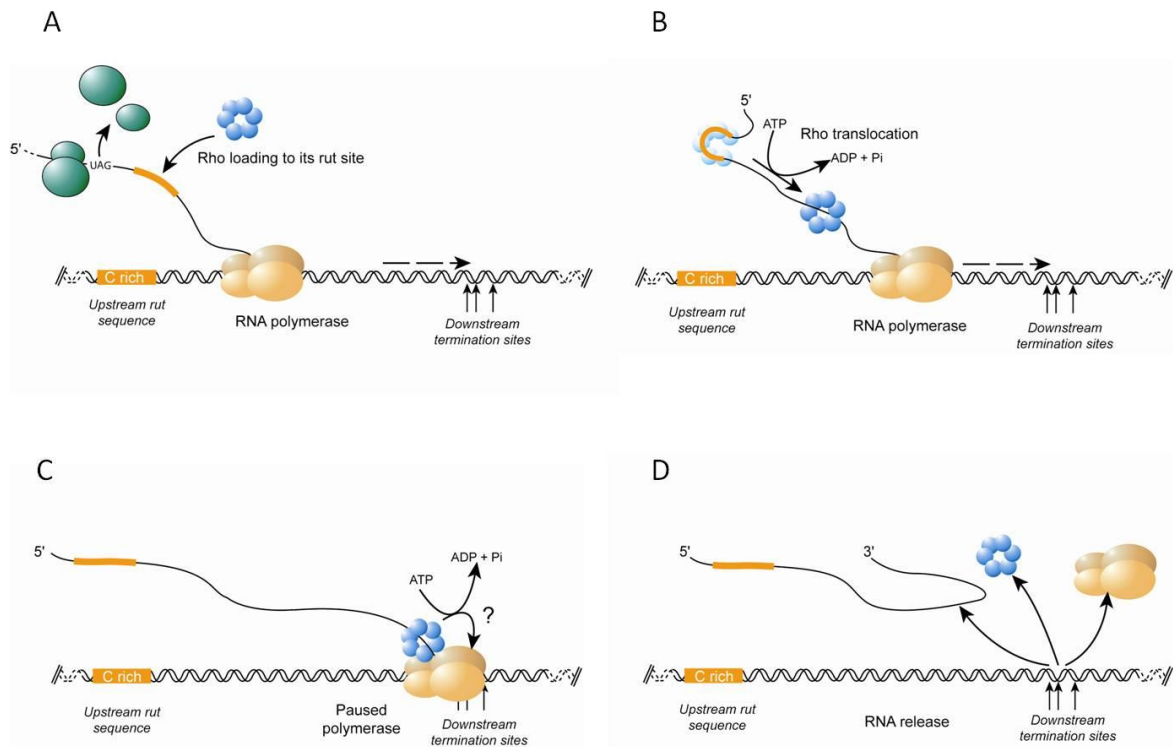 A
5'
UAG
Rho loading to its rut site
C rich
Upstream rut
sequence
RNA polymerase
Downstream
termination sites
B
5'
ATP
Rho translocation
ADP + Pi
C rich
Upstream rut
sequence
RNA polymerase
Downstream
termination sites
C
5'
ADP + Pi
ATP
?
C rich
Upstream rut
sequence
Paused
polymerase
Downstream
termination sites
D
5'
3'
C rich
Upstream rut
sequence
RNA release
Downstream
termination sites